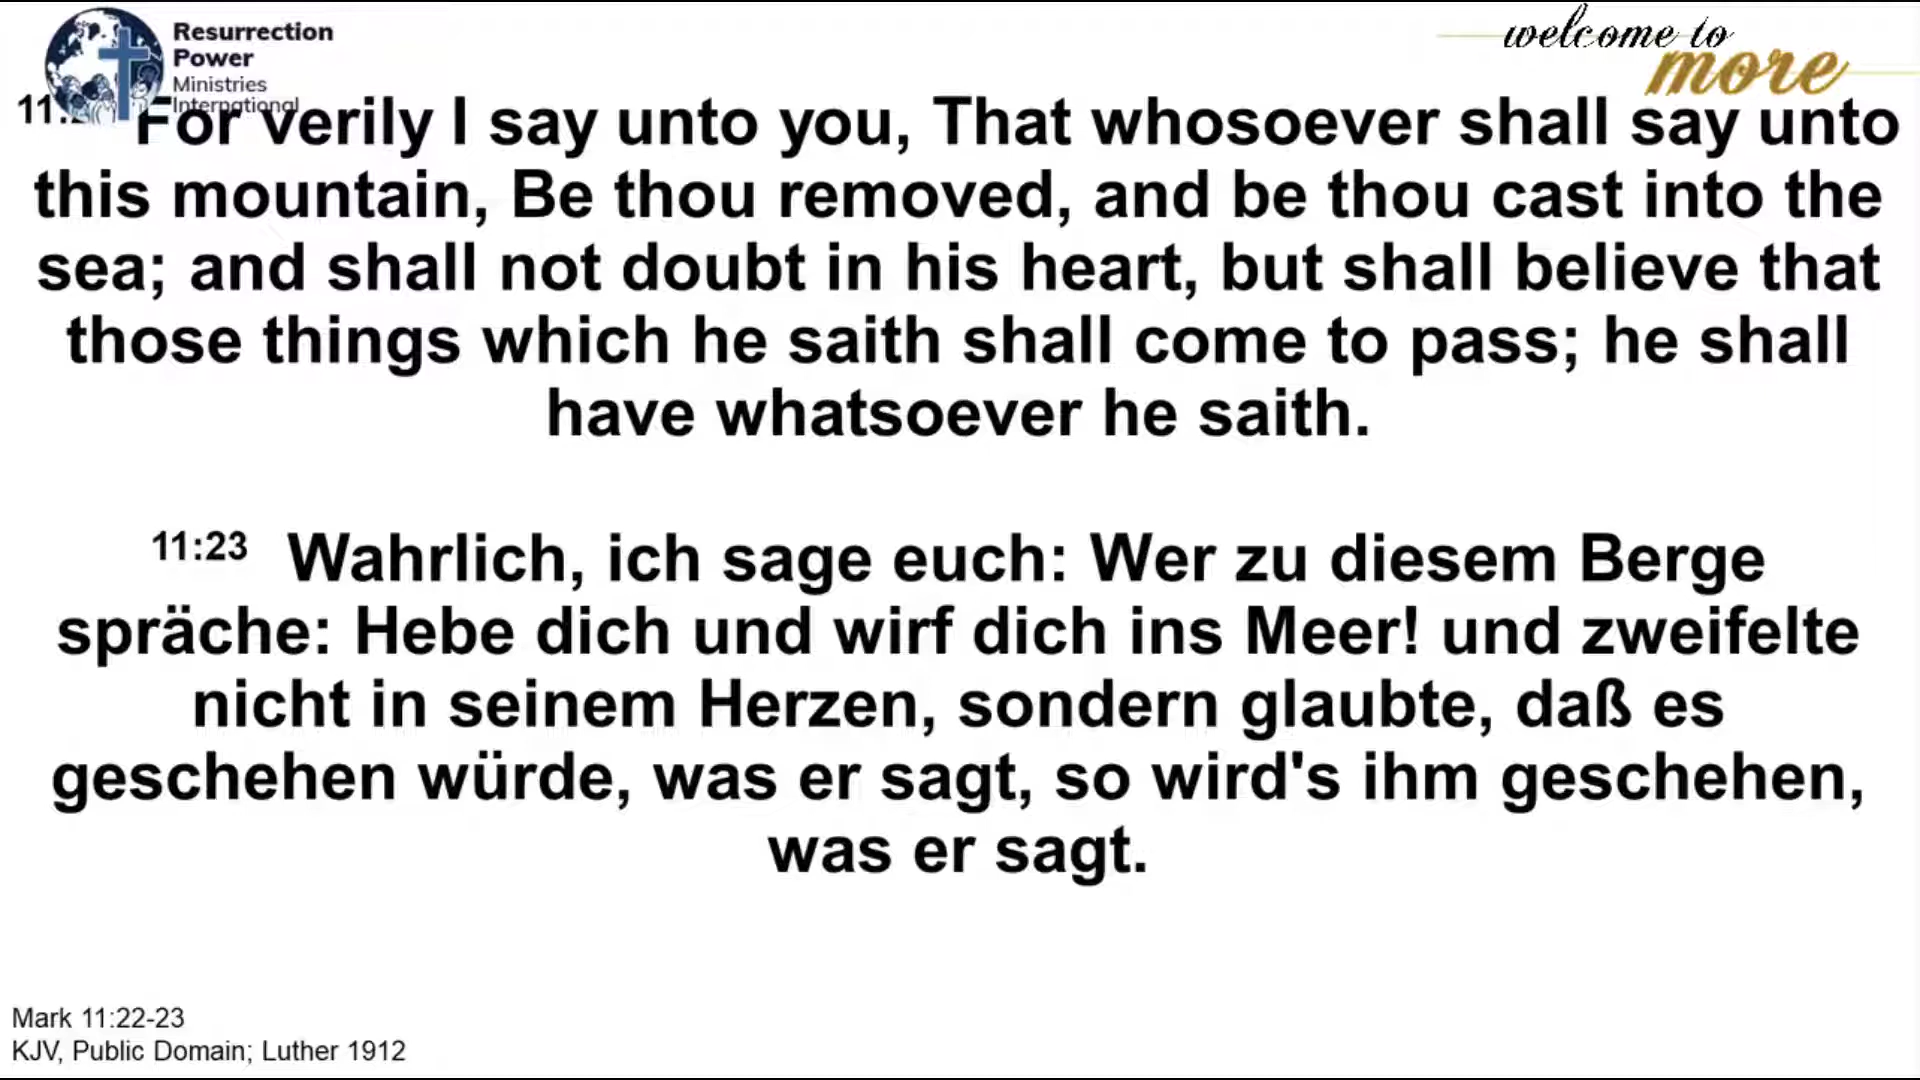 Resurrection
Power
Ministries
International
welcome to
more
For verily I say unto you, That whosoever shall say unto
this mountain, Be thou removed, and be thou cast into the
sea; and shall not doubt in his heart, but shall believe that
those things which he saith shall come to pass; he shall
have whatsoever he saith.
11:23 Wahrlich, ich sage euch: Wer zu diesem Berge
spräche: Hebe dich und wirf dich ins Meer! und zweifelte
nicht in seinem Herzen, sondern glaubte, daß es
geschehen würde, was er sagt, so wird's ihm geschehen,
was er sagt.
Mark 11:22-23
KJV, Public Domain; Luther 1912